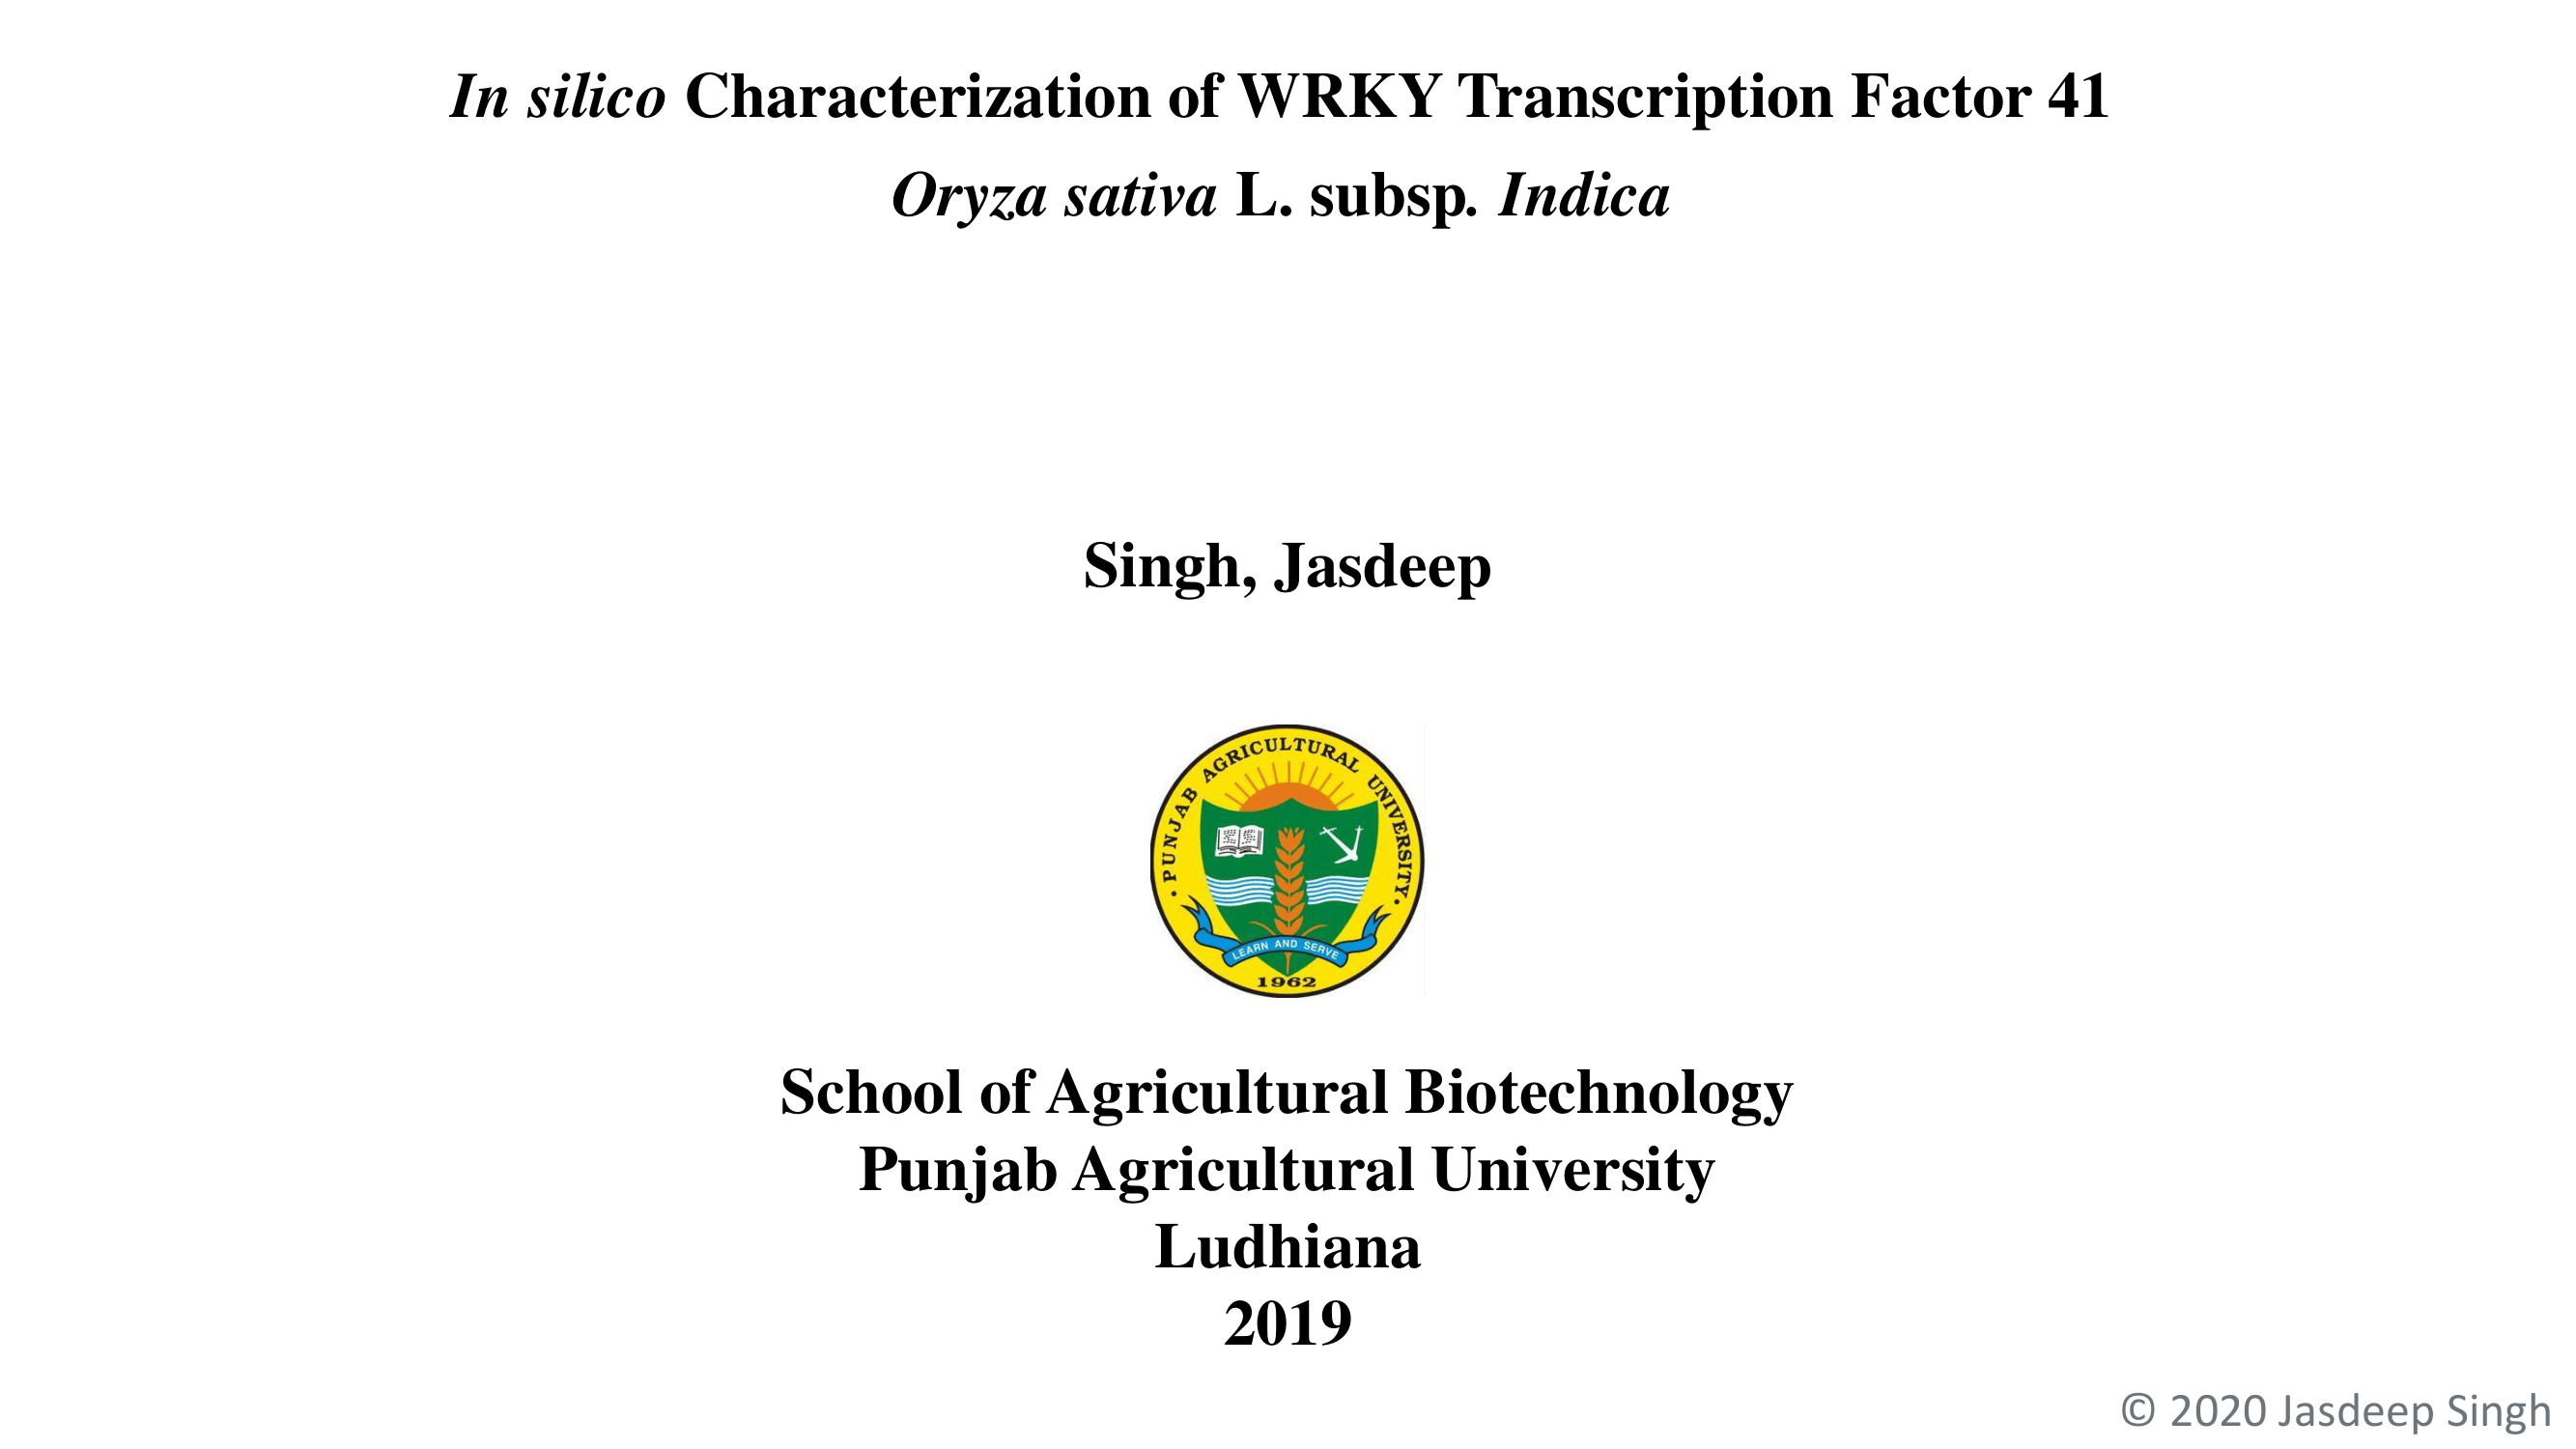 In silico Characterization of WRKY Transcription Factor 41
Oryza sativa L. subsp. Indica
Singh, Jasdeep
· PUNJAB AGRICULTURAL UNIVERSITY ·
LEARN AND SERVE
1962
School of Agricultural Biotechnology
Punjab Agricultural University
Ludhiana
2019
© 2020 Jasdeep Singh